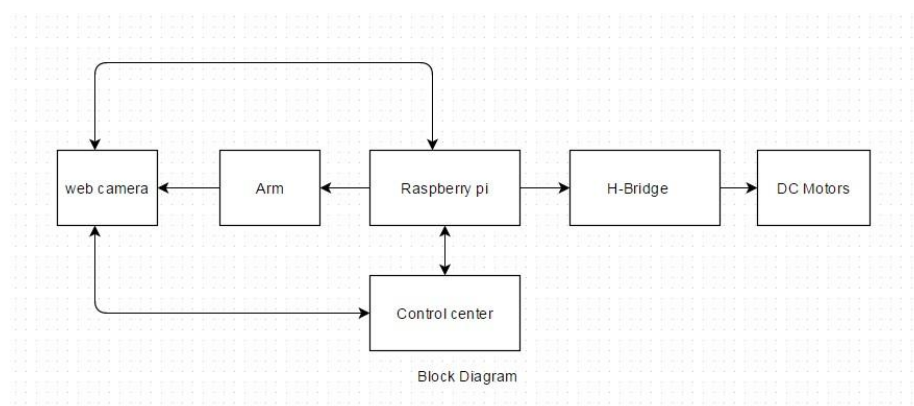 web camera
Arm
Raspberry pi
H-Bridge
DC Motors
Control center
Block Diagram